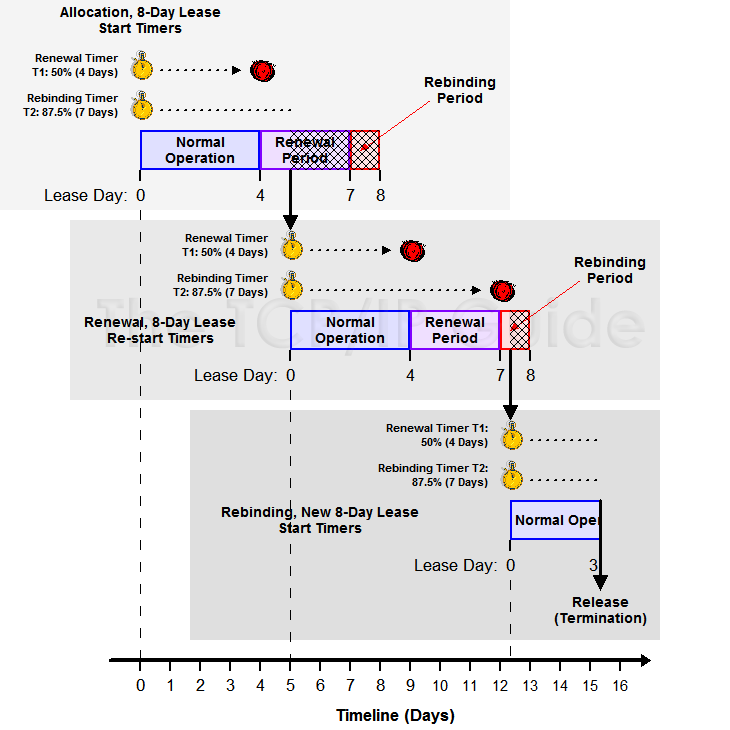 Allocation, 8-Day Lease
Start Timers
Renewal Timer
T1: 50% (4 Days)
Rebinding Timer
T2: 87.5% (7 Days)
Rebinding
Period
Normal
Operation
Renewal
Period
Lease Day: 0 4 7 8
Renewal Timer
T1: 50% (4 Days)
Rebinding Timer
T2: 87.5% (7 Days)
Rebinding
Period
The TCP/IP Guide
Renewal, 8-Day Lease
Re-start Timers
Normal
Operation
Renewal
Period
Lease Day: 0 4 7 8
Renewal Timer T1:
50% (4 Days)
Rebinding Timer T2:
87.5% (7 Days)
Rebinding, New 8-Day Lease
Start Timers
Normal Oper
Lease Day: 0 3
Release
(Termination)
0 1 2 3 4 5 6 7 8 9 10 11 12 13 14 15 16
Timeline (Days)